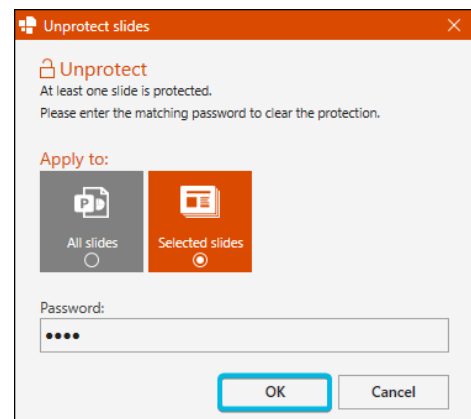 Unprotect slides
Unprotect
At least one slide is protected.
Please enter the matching password to clear the protection.
Apply to:
All slides
Selected slides
Password:
••••
OK
Cancel